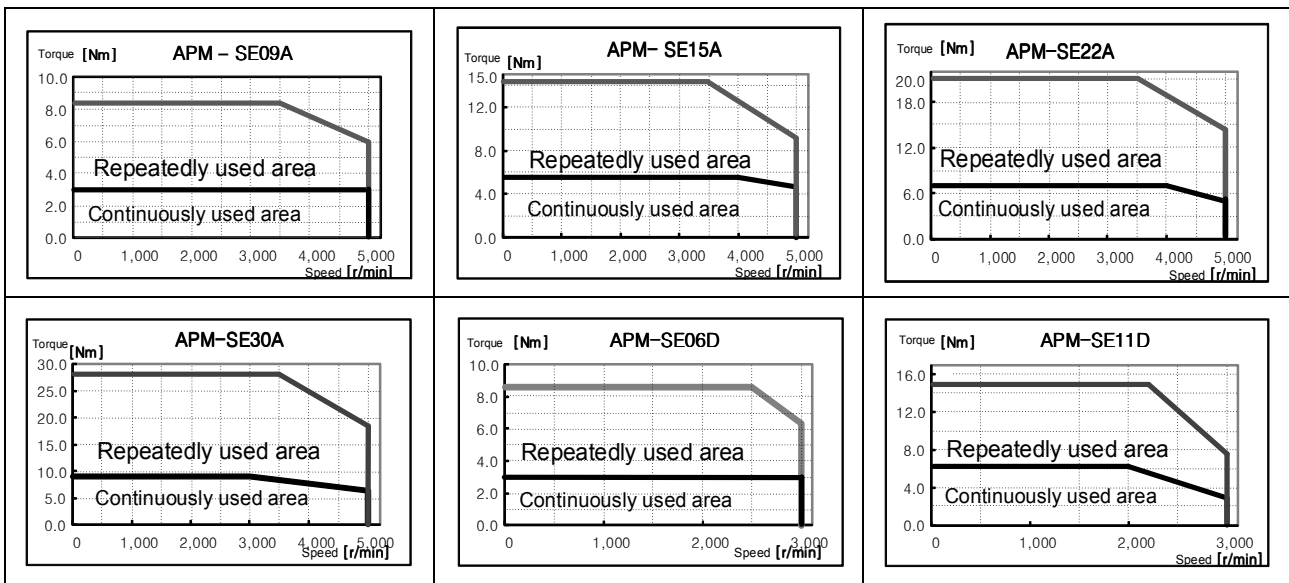 Torque [Nm] APM – SE09A
10.0
8.0
6.0
4.0
2.0
0.0
Repeatedly used area
Continuously used area
0 1,000 2,000 3,000 4,000 5,000
Speed [r/min]
Torque [Nm] APM- SE15A
15.0
12.0
8.0
4.0
0.0
Repeatedly used area
Continuously used area
0 1,000 2,000 3,000 4,000 5,000
Speed [r/min]
Torque [Nm] APM-SE22A
20.0
18.0
12.0
6.0
0.0
Repeatedly used area
Continuously used area
0 1,000 2,000 3,000 4,000 5,000
Speed [r/min]
Torque [Nm] APM-SE30A
30.0
25.0
20.0
15.0
10.0
5.0
0.0
Repeatedly used area
Continuously used area
0 1,000 2,000 3,000 4,000 5,000
Speed [r/min]
Torque [Nm] APM-SE06D
10.0
8.0
6.0
4.0
2.0
0.0
Repeatedly used area
Continuously used area
0 1,000 2,000 3,000
Speed [r/min]
Torque [Nm] APM-SE11D
16.0
12.0
8.0
4.0
0.0
Repeatedly used area
Continuously used area
0 1,000 2,000 3,000
Speed [r/min]